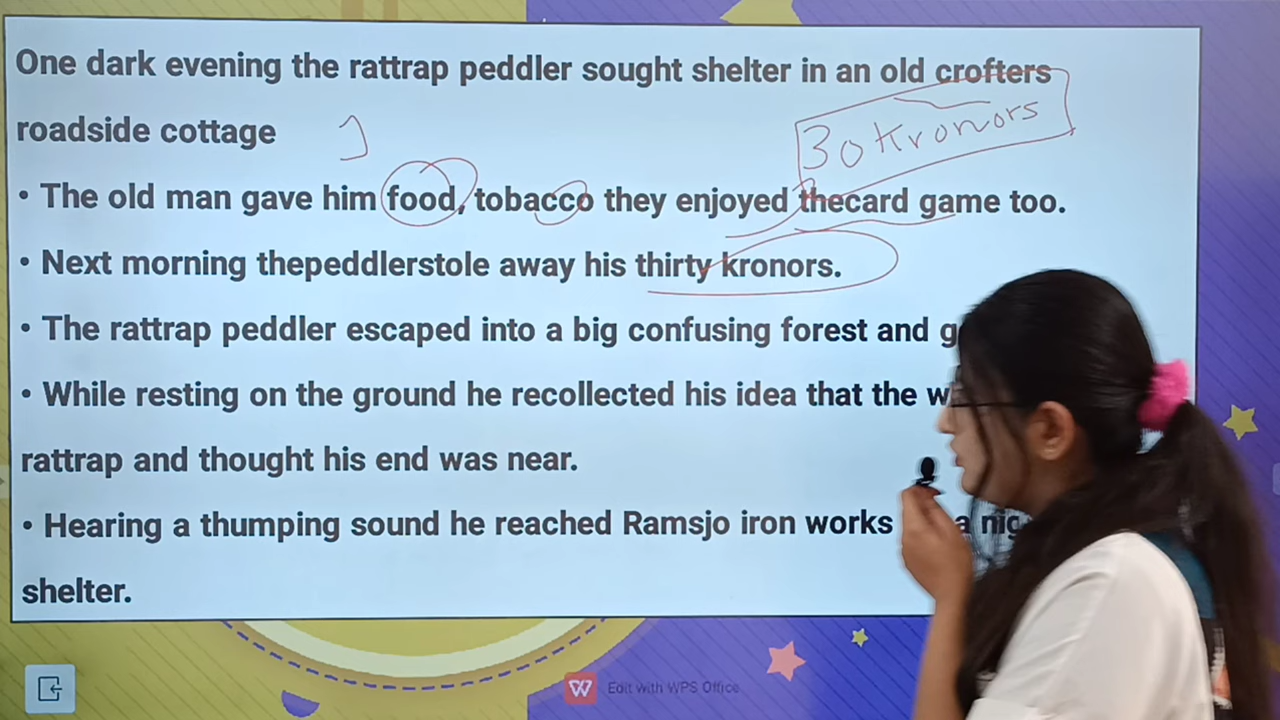 One dark evening the rattrap peddler sought shelter in an old crofters
roadside cottage
30 Kronors
• The old man gave him food, tobacco they enjoyed thecard game too.
• Next morning thepeddlerstole away his thirty kronors.
• The rattrap peddler escaped into a big confusing forest and
• While resting on the ground he recollected his idea that the
rattrap and thought his end was near.
• Hearing a thumping sound he reached Ramsjo iron works a
shelter.
Edit with WPS Office